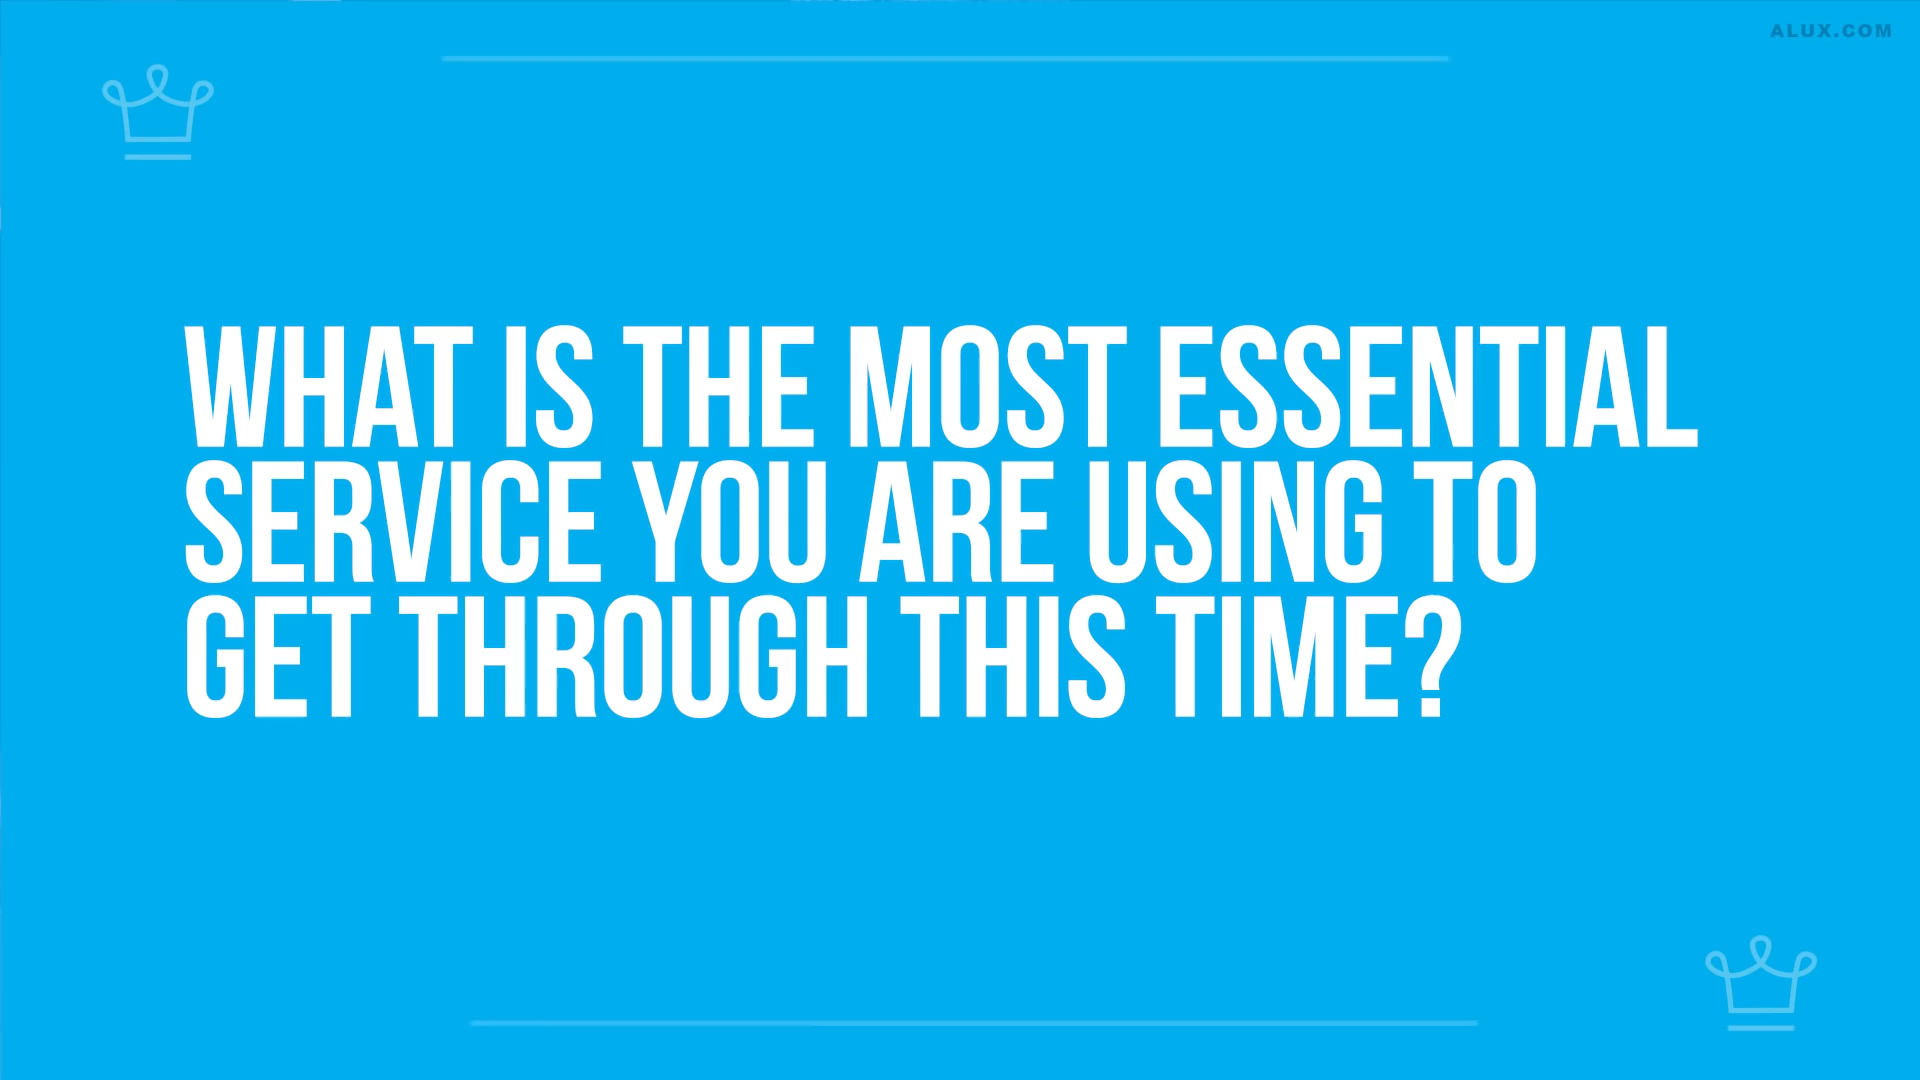 ALUX.COM
WHAT IS THE MOST ESSENTIAL
SERVICE YOU ARE USING TO
GET THROUGH THIS TIME?